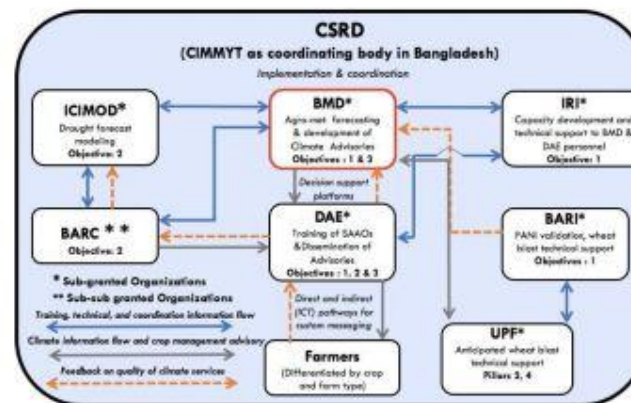 CSRD
(CIMMYT as coordinating body in Bangladesh)
Implementation & coordination
ICIMOD*
Drought forecast
modeling
Objective: 2
BMD*
Agro-met forecasting
& development of
Climate Advisories
Objectives : 1 & 3
IRI*
Capacity development and
technical support to BMD &
DAE personnel
Objective: 1
Decision support
platforms
BARC * *
Objective: 2
DAE*
Training of SAAOs
& Dissemination of
Advisories
Objectives : 1, 2 & 3
BARI*
PANI validation, wheat
blast technical support
Objectives : 1
* Sub-granted Organizations
** Sub-sub granted Organizations
Training, technical, and coordination information flow
Climate information flow and crop management advisory
Feedback on quality of climate services
Direct and indirect
(ICT) pathways for
custom messaging
Farmers
(Differentiated by crop
and farm type)
UPF*
Anticipated wheat blast
technical support
Pillars 2, 4